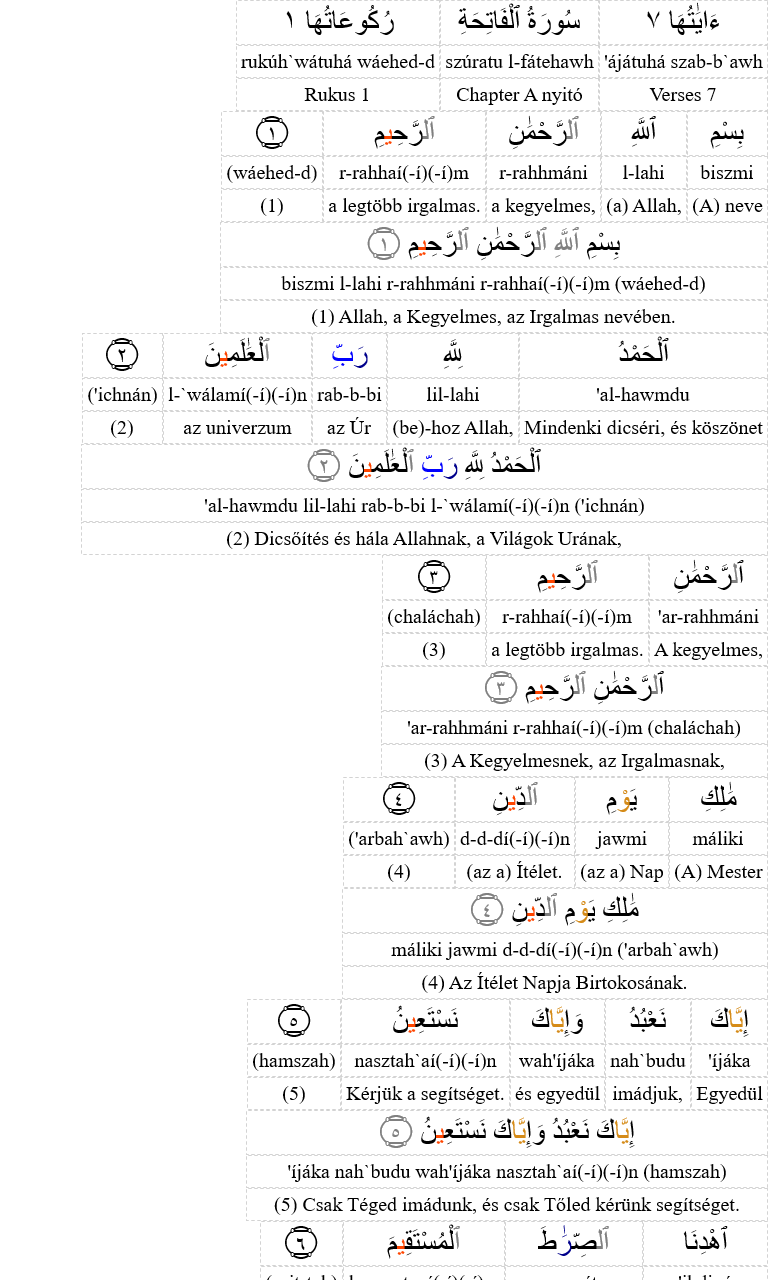 ءَايَٰتُهَا ٧ سُورَةُ ٱلْفَاتِحَةِ رُكُوعَاتُهَا ١
'ájátuhá szab-b`awh szúratu l-fátehawh rukúh`wátuhá wáehed-d
Verses 7 Chapter A nyitó Rukus 1
بِسْمِ ٱللَّهِ ٱلرَّحْمَٰنِ ٱلرَّحِيمِ ١
biszmi l-lahi r-rahhmáni r-rahhaí(-í)(-í)m (wáehed-d)
(A) neve (a) Allah, a kegyelmes, a legtöbb irgalmas. (1)
بِسْمِ ٱللَّهِ ٱلرَّحْمَٰنِ ٱلرَّحِيمِ ١
biszmi l-lahi r-rahhmáni r-rahhaí(-í)(-í)m (wáehed-d)
(1) Allah, a Kegyelmes, az Irgalmas nevében.
ٱلْحَمْدُ لِلَّهِ رَبِّ ٱلْعَٰلَمِينَ ٢
'al-hawmdu lil-lahi rab-b-bi l-`wálamí(-í)(-í)n ('ichnán)
Mindenki dicséri, és köszönet (be)-hoz Allah, az Úr az univerzum (2)
ٱلْحَمْدُ لِلَّهِ رَبِّ ٱلْعَٰلَمِينَ ٢
'al-hawmdu lil-lahi rab-b-bi l-`wálamí(-í)(-í)n ('ichnán)
(2) Dicsőítés és hála Allahnak, a Világok Urának,
ٱلرَّحْمَٰنِ ٱلرَّحِيمِ ٣
'ar-rahhmáni r-rahhaí(-í)(-í)m (chaláchah)
A kegyelmes, a legtöbb irgalmas. (3)
ٱلرَّحْمَٰنِ ٱلرَّحِيمِ ٣
'ar-rahhmáni r-rahhaí(-í)(-í)m (chaláchah)
(3) A Kegyelmesnek, az Irgalmasnak,
مَٰلِكِ يَوْمِ ٱلدِّينِ ٤
máliki jawmi d-d-dí(-í)(-í)n ('arbah`awh)
(A) Mester (az a) Nap (az a) Ítélet. (4)
مَٰلِكِ يَوْمِ ٱلدِّينِ ٤
máliki jawmi d-d-dí(-í)(-í)n ('arbah`awh)
(4) Az Ítélet Napja Birtokosának.
إِيَّاكَ نَعْبُدُ وَإِيَّاكَ نَسْتَعِينُ ٥
'íjáka nah`budu wah'íjáka nasztah`aí(-í)(-í)n (hamszah)
Egyedül imádjuk, és egyedül Kérjük a segítséget. (5)
إِيَّاكَ نَعْبُدُ وَإِيَّاكَ نَسْتَعِينُ ٥
'íjáka nah`budu wah'íjáka nasztah`aí(-í)(-í)n (hamszah)
(5) Csak Téged imádunk, és csak Tőled kérünk segítséget.
ٱهْدِنَا ٱلصِّرَٰطَ ٱلْمُسْتَقِيمَ ٦